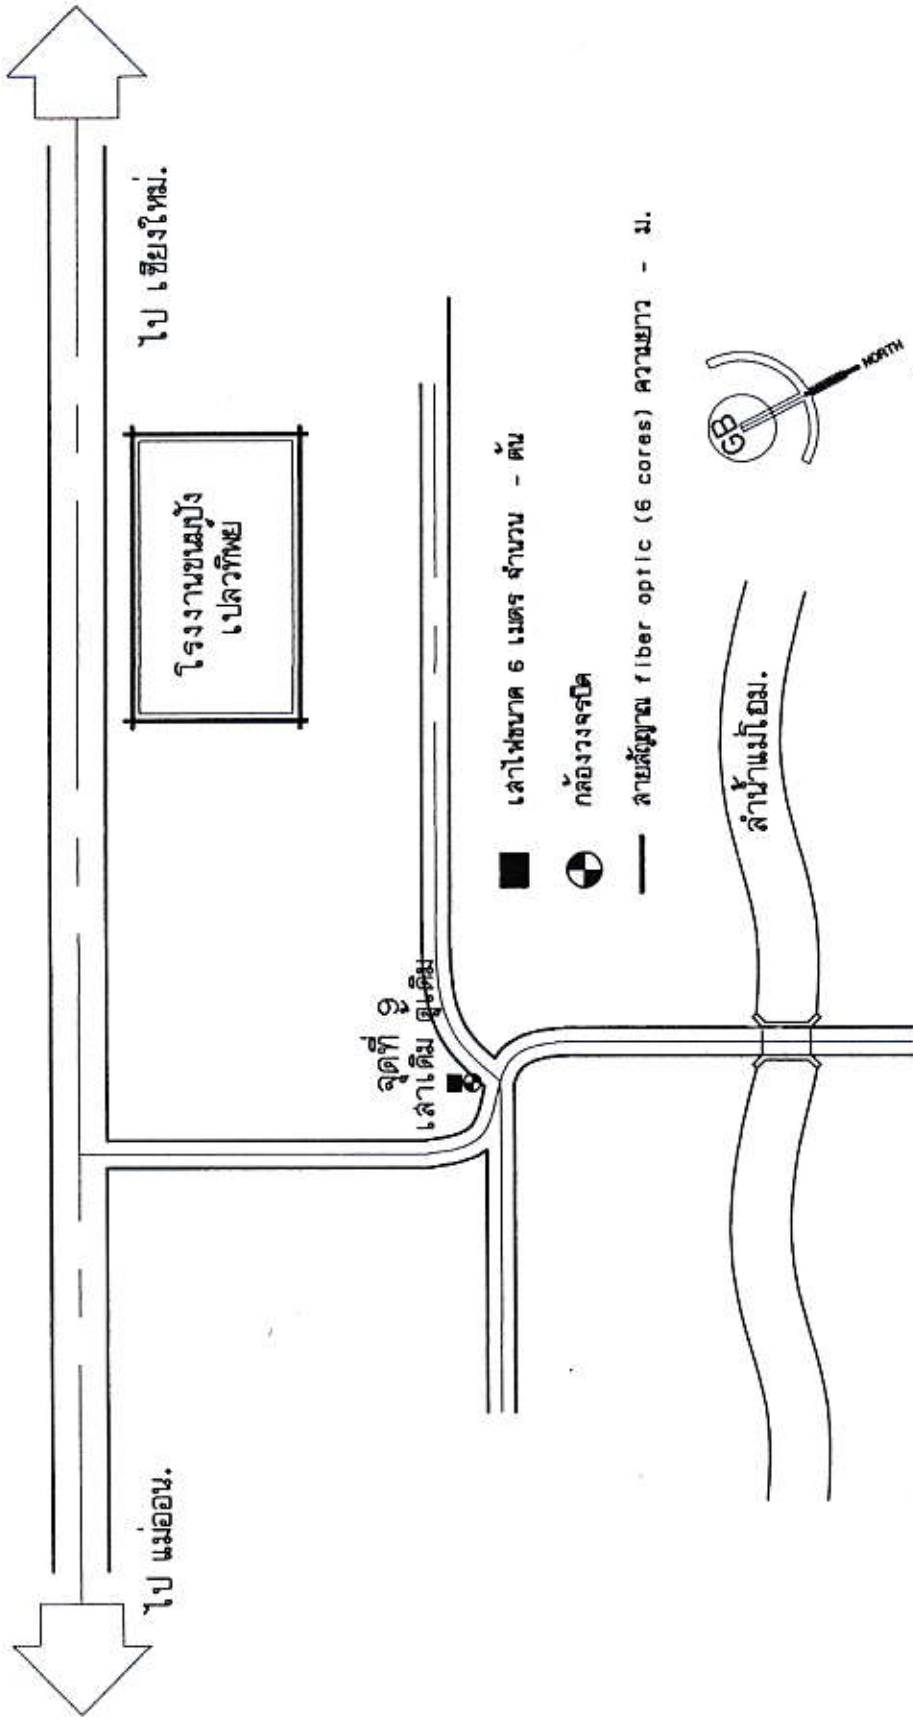 ไป แม่ออน.
ไป เชียงใหม่.
โรงงานขนมปัง
เปลวทิพย์
จุดที่ 9
เสาเดิม ตู้เดิม
เสาไฟขนาด 6 เมตร จำนวน - ต้น
กล้องวงจรปิด
สายสัญญาณ fiber optic (6 cores) ความยาว - ม.
ลำน้ำแม่โฮม.
GB
NORTH